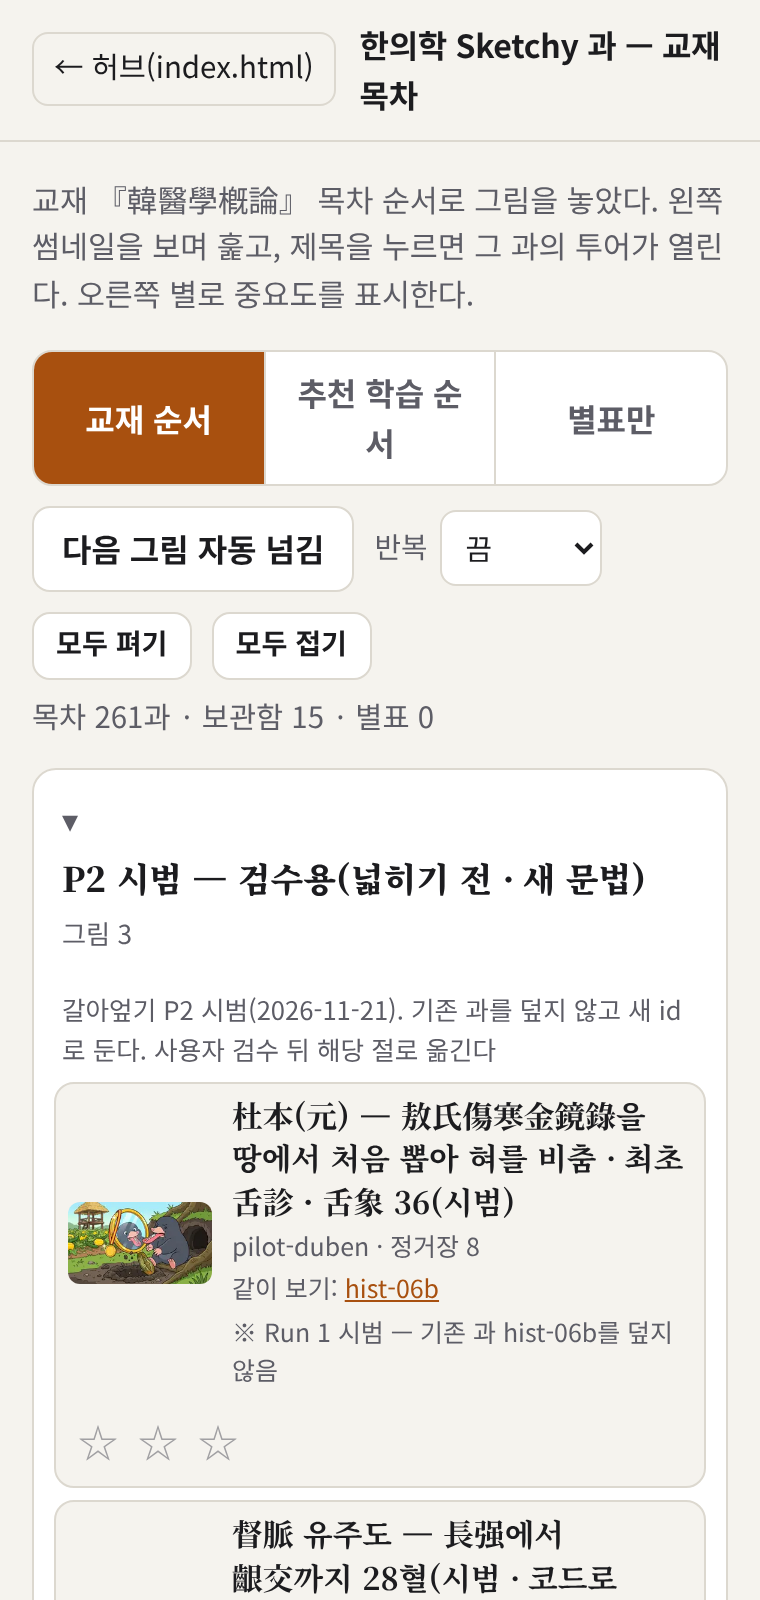 ← 허브(index.html)
한의학 Sketchy 과 — 교재
목차
교재 『韓醫學槪論』 목차 순서로 그림을 놓았다. 왼쪽
썸네일을 보며 훑고, 제목을 누르면 그 과의 투어가 열린
다. 오른쪽 별로 중요도를 표시한다.
교재 순서
추천 학습 순
서
별표만
다음 그림 자동 넘김
반복
끔
모두 펴기
모두 접기
목차 261과 · 보관함 15 · 별표 0
▼
P2 시범 — 검수용(넓히기 전 · 새 문법)
그림 3
갈아엎기 P2 시범(2026-11-21). 기존 과를 덮지 않고 새 id
로 둔다. 사용자 검수 뒤 해당 절로 옮긴다
杜本(元) — 敖氏傷寒金鏡錄을
땅에서 처음 뽑아 혀를 비춤 · 최초
舌診 · 舌象 36(시범)
pilot-duben · 정거장 8
같이 보기: hist-06b
※ Run 1 시범 — 기존 과 hist-06b를 덮지
않음
☆ ☆ ☆
督脈 유주도 — 長强에서
齦交까지 28혈(시범 · 코드로